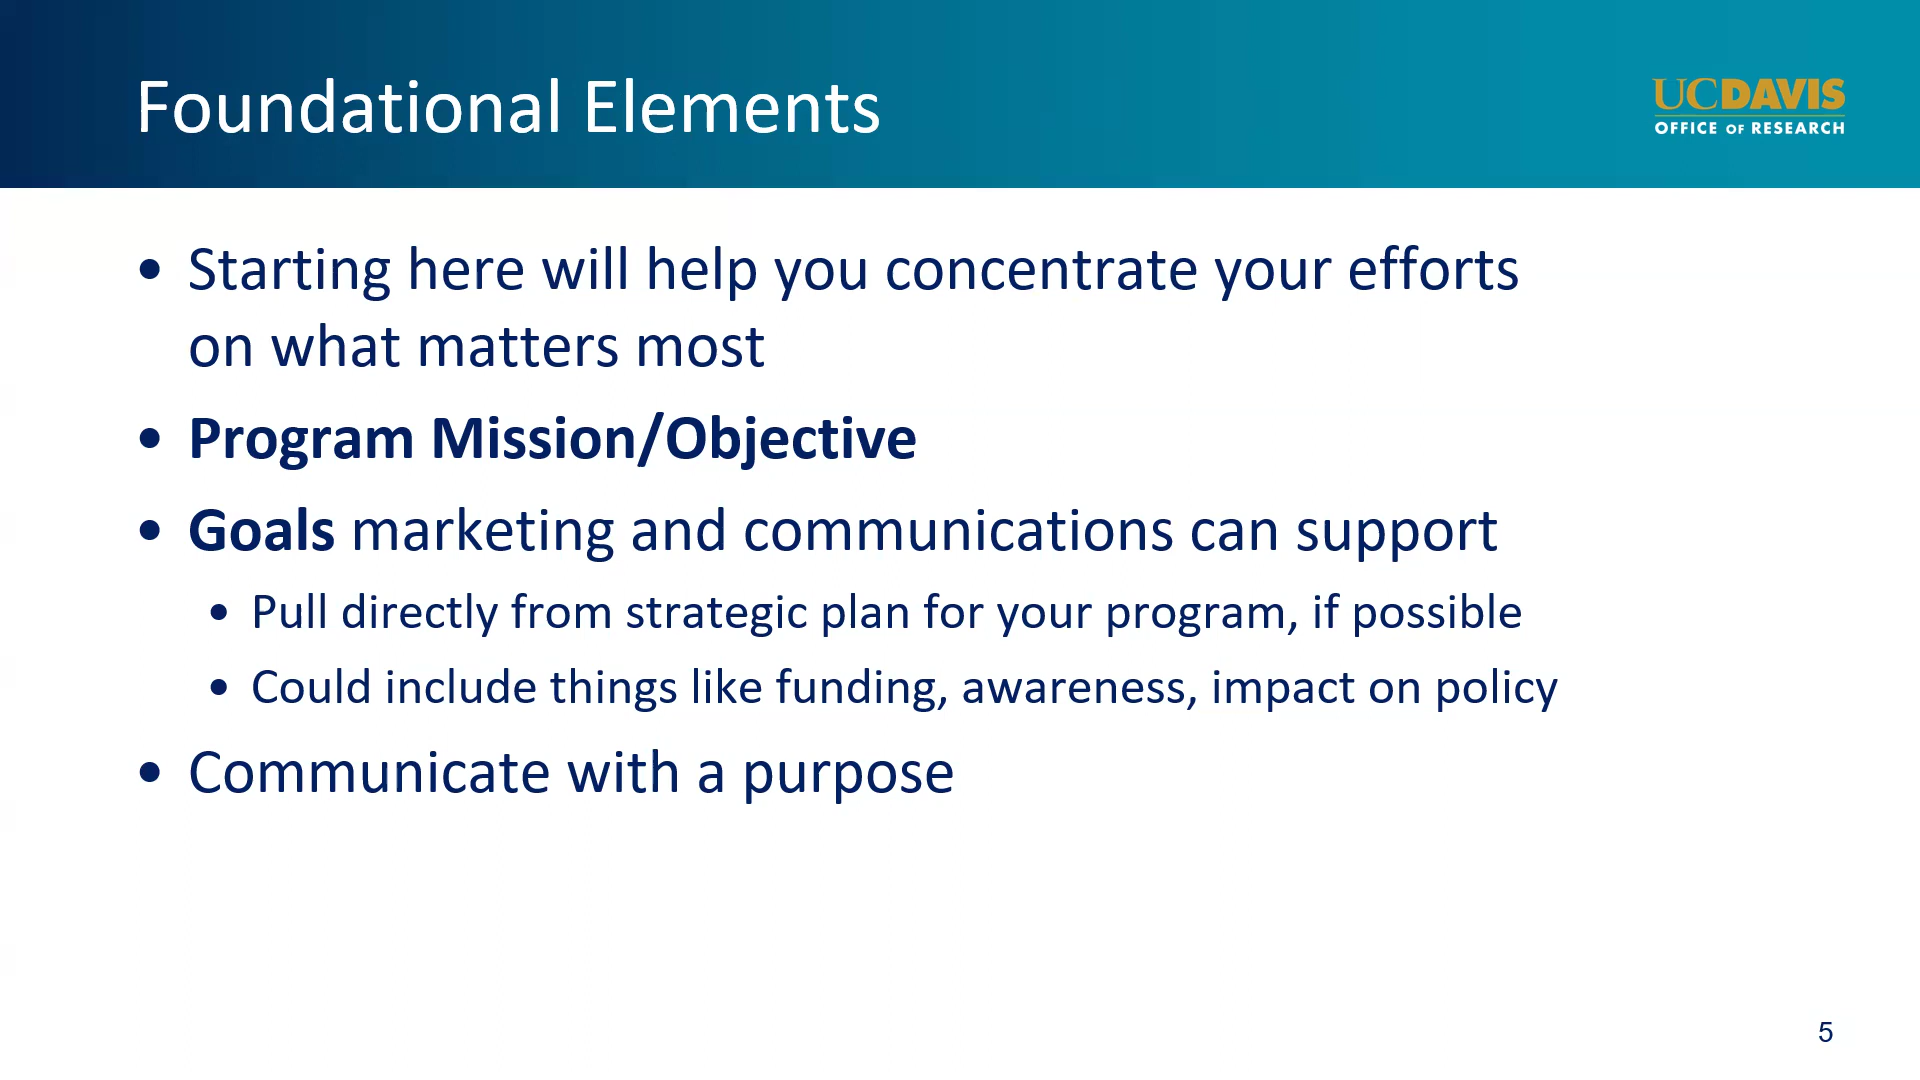 Foundational Elements
UCDAVIS
OFFICE OF RESEARCH
• Starting here will help you concentrate your efforts
on what matters most
• Program Mission/Objective
• Goals marketing and communications can support
• Pull directly from strategic plan for your program, if possible
• Could include things like funding, awareness, impact on policy
• Communicate with a purpose
5